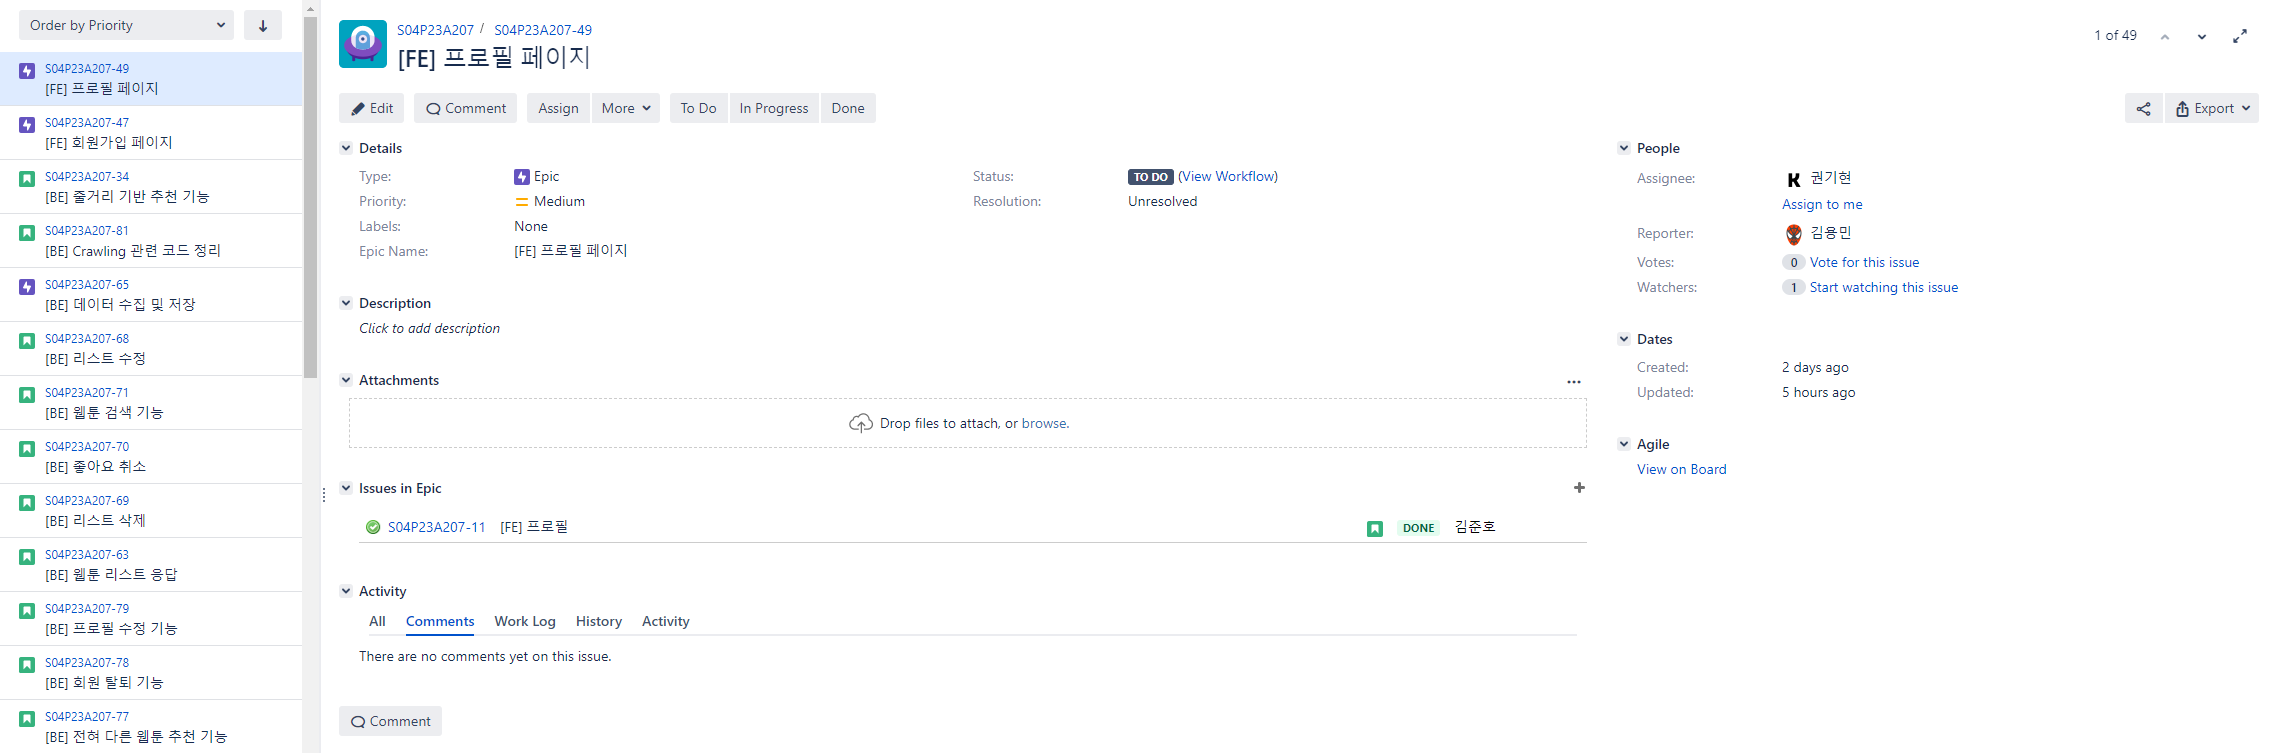 Order by Priority
S04P23A207-49
[FE] 프로필 페이지
S04P23A207-47
[FE] 회원가입 페이지
S04P23A207-34
[BE] 줄거리 기반 추천 기능
S04P23A207-81
[BE] Crawling 관련 코드 정리
S04P23A207-65
[BE] 데이터 수집 및 저장
S04P23A207-68
[BE] 리스트 수정
S04P23A207-71
[BE] 웹툰 검색 기능
S04P23A207-70
[BE] 좋아요 취소
S04P23A207-69
[BE] 리스트 삭제
S04P23A207-63
[BE] 웹툰 리스트 응답
S04P23A207-79
[BE] 프로필 수정 기능
S04P23A207-78
[BE] 회원 탈퇴 기능
S04P23A207-77
[BE] 전혀 다른 웹툰 추천 기능
S04P23A207 / S04P23A207-49
[FE] 프로필 페이지
1 of 49
Edit Comment Assign More To Do In Progress Done
Export
Details
Type: Epic
Status: TO DO (View Workflow)
Priority: Medium
Resolution: Unresolved
Labels: None
Epic Name: [FE] 프로필 페이지
Description
Click to add description
Attachments
Drop files to attach, or browse.
Issues in Epic
S04P23A207-11 [FE] 프로필 DONE 김준호
Activity
All Comments Work Log History Activity
There are no comments yet on this issue.
Comment
People
Assignee: K 권기현
Assign to me
Reporter: 김용민
Votes: 0 Vote for this issue
Watchers: 1 Start watching this issue
Dates
Created: 2 days ago
Updated: 5 hours ago
Agile
View on Board